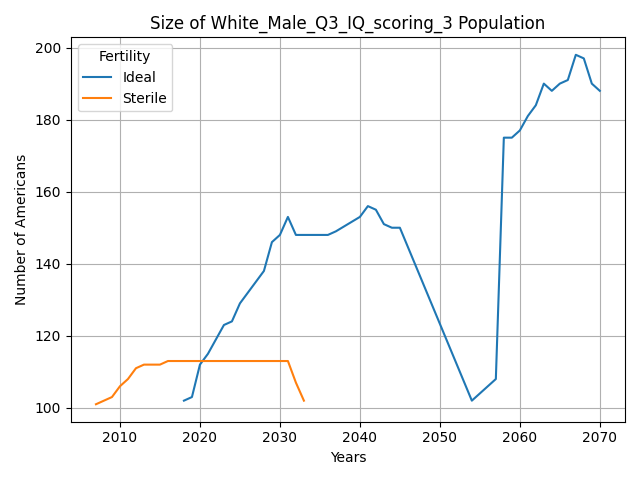 Size of White_Male_Q3_IQ_scoring_3 Population
Fertility
Ideal
Sterile
200
180
160
140
120
100
Number of Americans
2010 2020 2030 2040 2050 2060 2070
Years